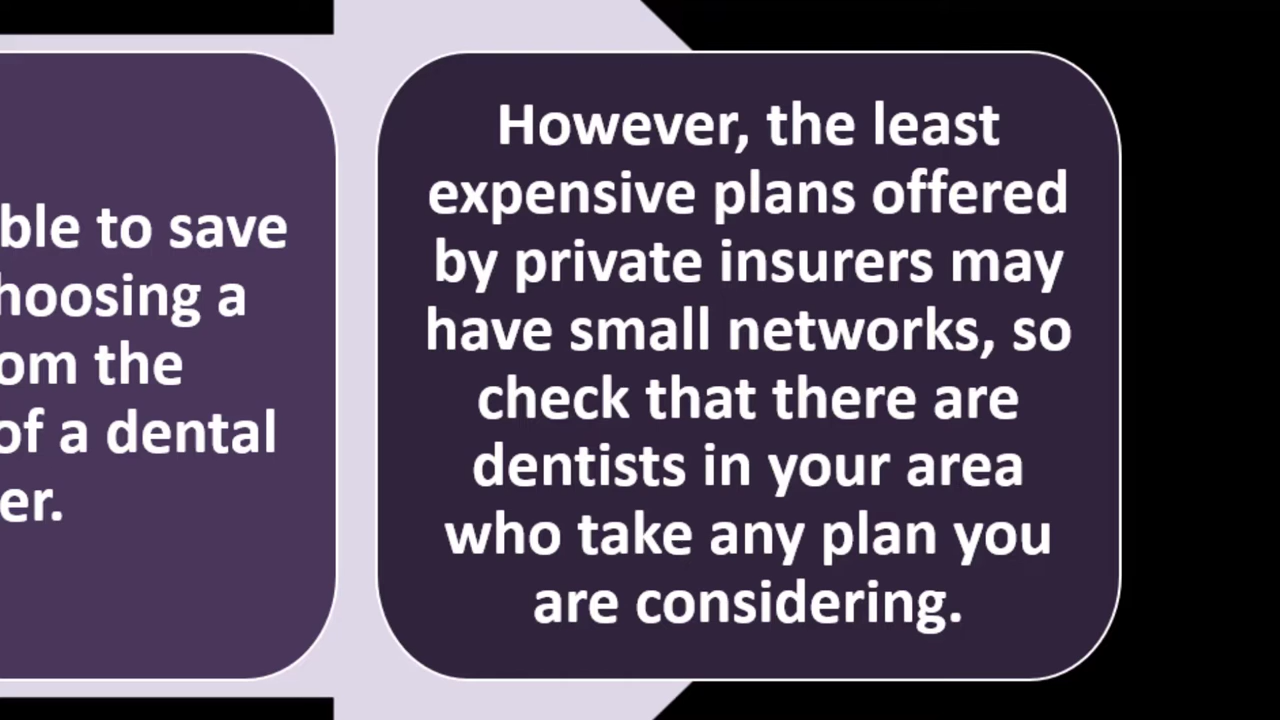 ble to save
hoosing a
om the
of a dental
er.
However, the least
expensive plans offered
by private insurers may
have small networks, so
check that there are
dentists in your area
who take any plan you
are considering.